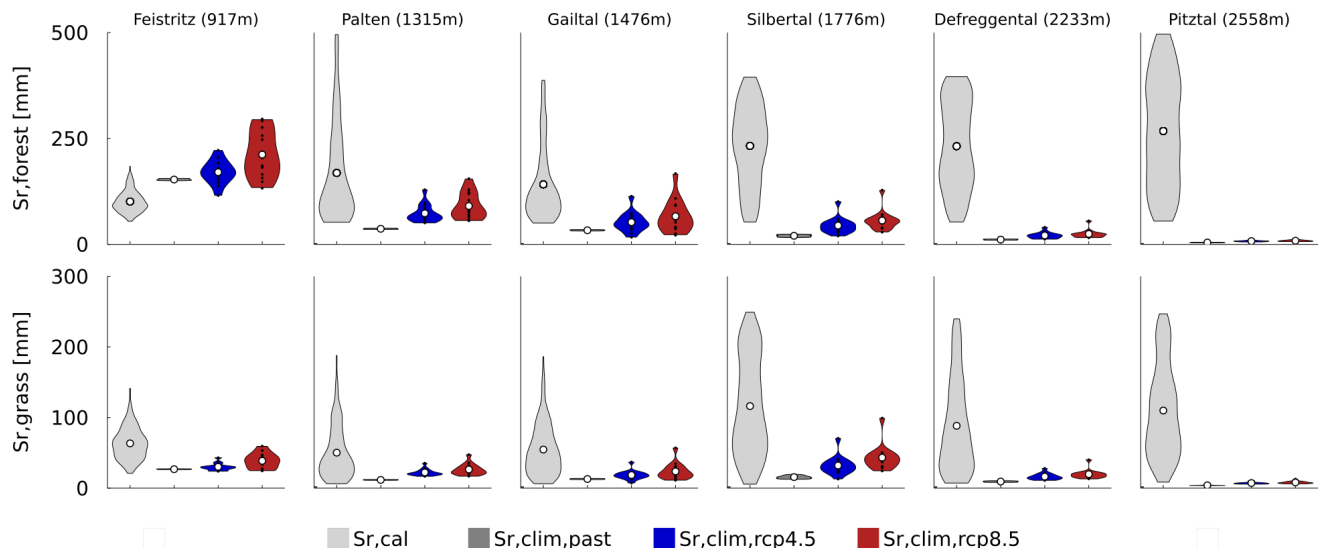 Feistritz (917m) Palten (1315m) Gailtal (1476m) Silbertal (1776m) Defreggental (2233m) Pitztal (2558m)
500
250
0
Sr,forest [mm]
300
200
100
0
Sr,grass [mm]
Sr,cal Sr,clim,past Sr,clim,rcp4.5 Sr,clim,rcp8.5